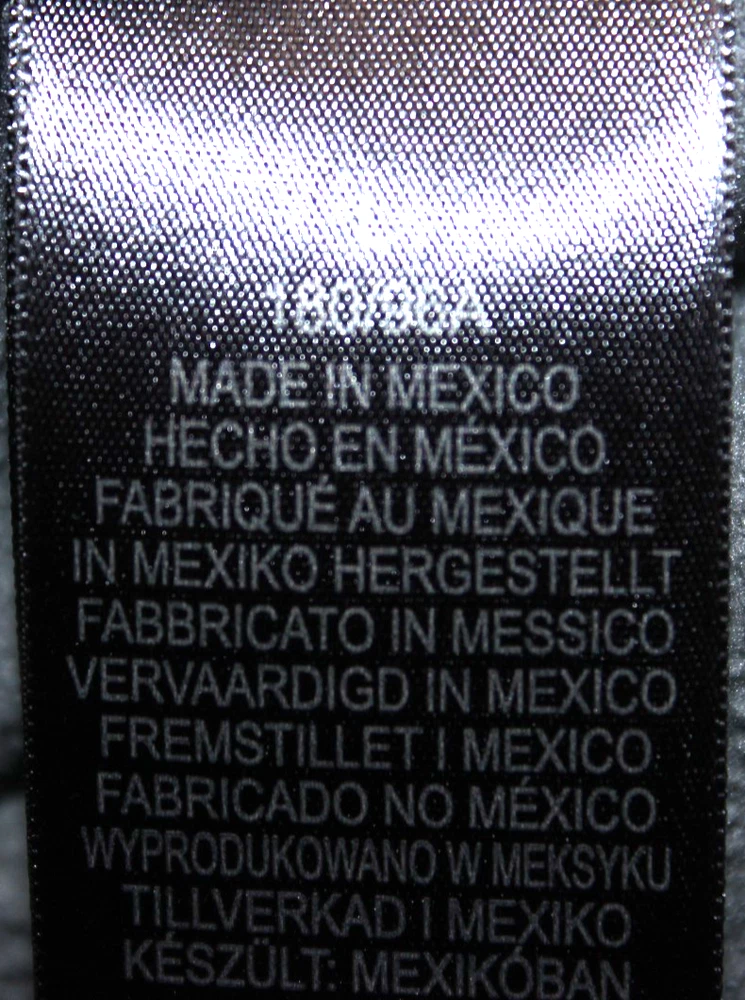 MADE IN MEXICO
HECHO EN MÉXICO
FABRIQUÉ AU MEXIQUE
IN MEXIKO HERGESTELLT
FABBRICATO IN MESSICO
VERVAARDIGD IN MEXICO
FREMSTILLET I MEXICO
FABRICADO NO MÉXICO
WYPRODUKOWANO W MEKSYKU
TILLVERKAD I MEXIKO
KÉSZÜLT: MEXIKÓBAN